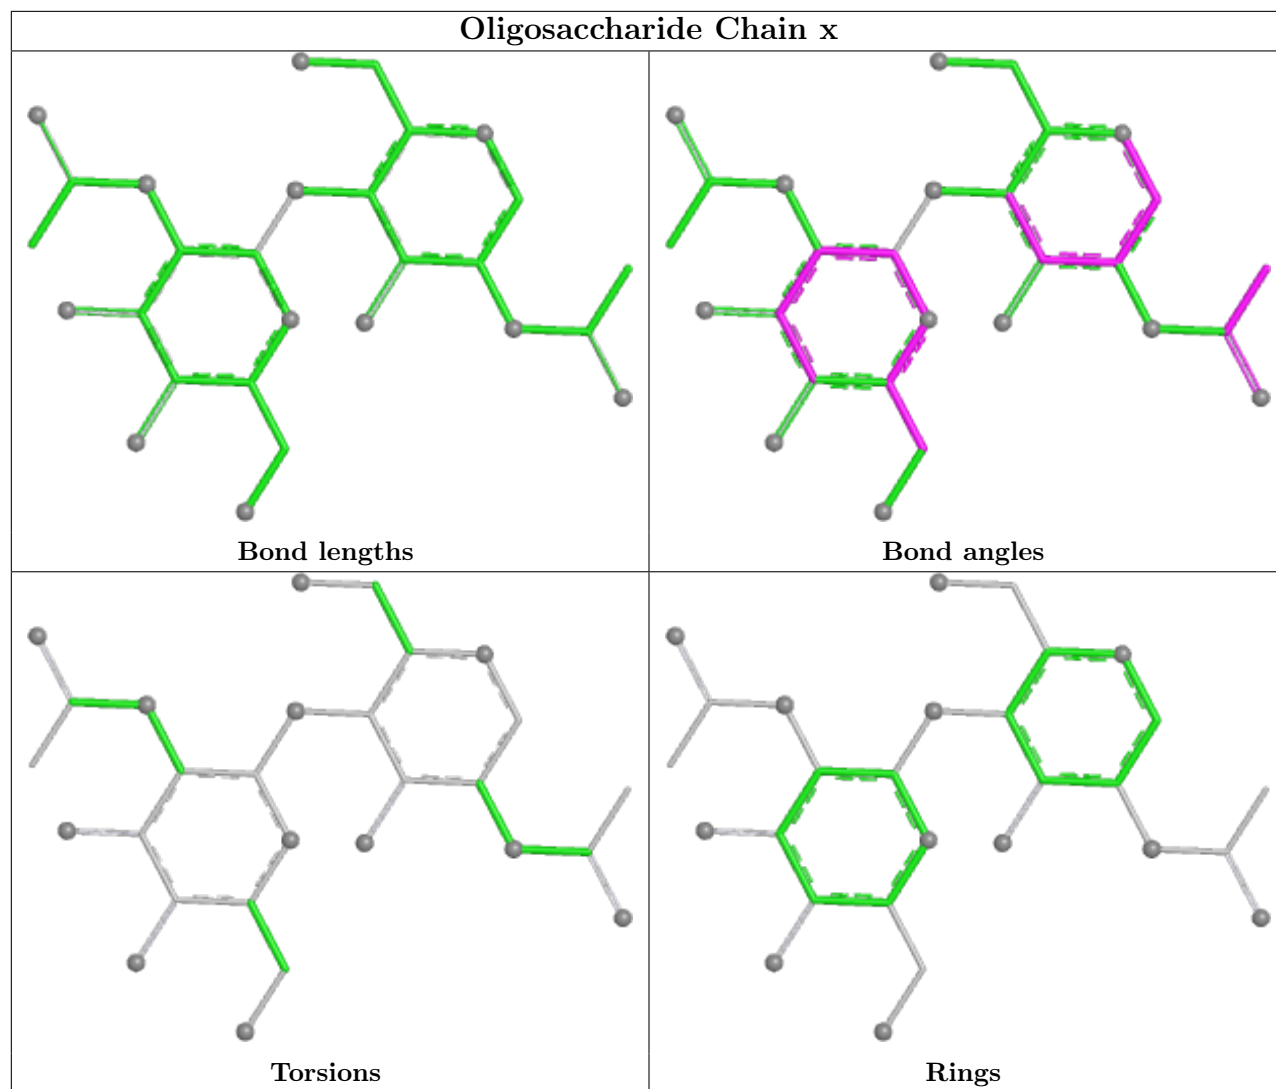 Oligosaccharide Chain x
Bond lengths
Bond angles
Torsions
Rings